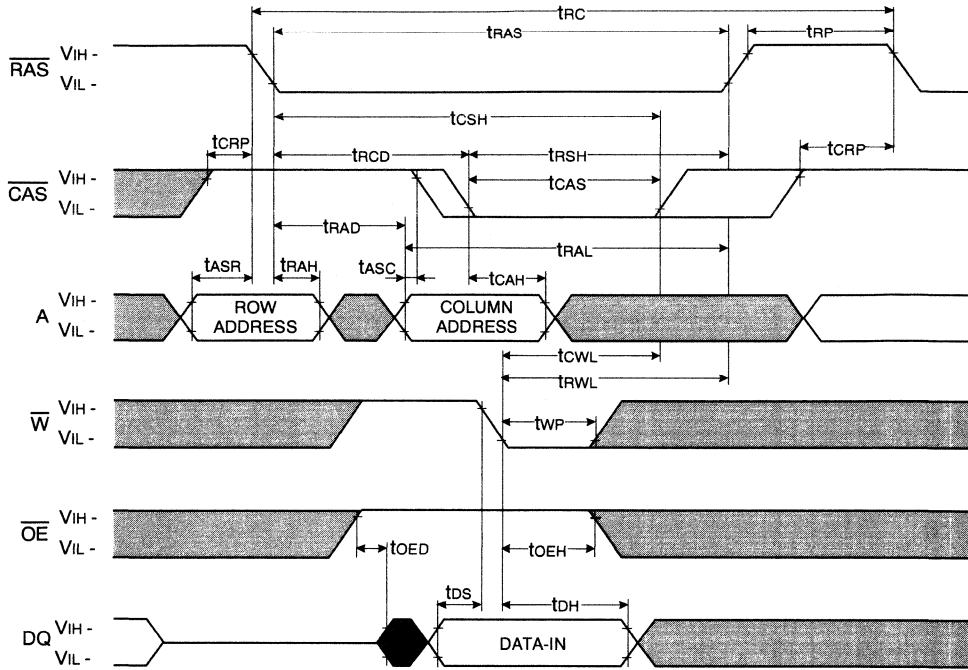 tRC
tRAS
tRP
RAS
VIH -
VIL -
tCSH
tCRP
tRCD
tRSH
tCRP
CAS
VIH -
VIL -
tCAS
tRAD
tRAL
tASR
tRAH
tASC
tCAH
A
VIH -
VIL -
ROW
ADDRESS
COLUMN
ADDRESS
tCWL
tRWL
W
VIH -
VIL -
tWP
OE
VIH -
VIL -
tOED
tOEH
tDS
tDH
DQ
VIH -
VIL -
DATA-IN